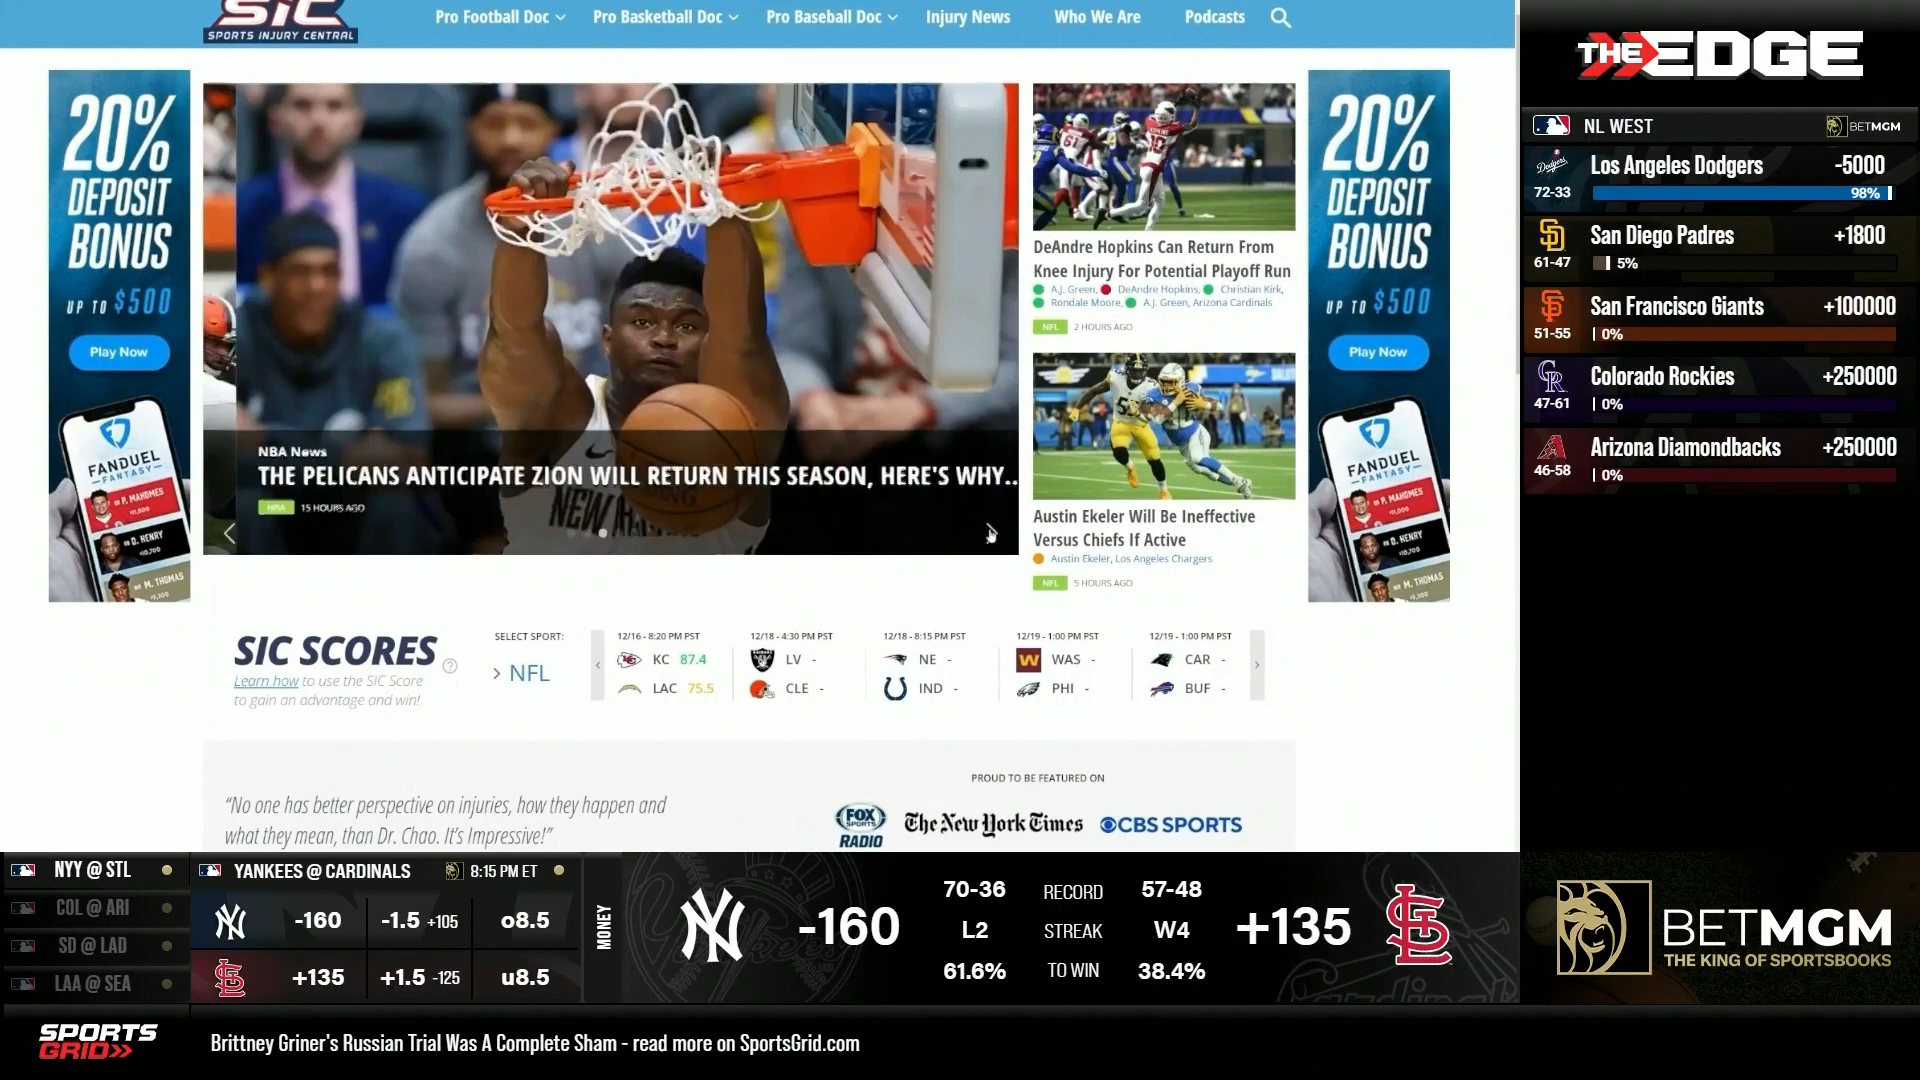 SIC
SPORTS INJURY CENTRAL
Pro Football Doc
Pro Basketball Doc
Pro Baseball Doc
Injury News
Who We Are
Podcasts
20%
DEPOSIT
BONUS
UP TO $500
Play Now
FANDUEL
FANTASY
P. MAHOMES
D. HENRY
M. THOMAS
NBA News
THE PELICANS ANTICIPATE ZION WILL RETURN THIS SEASON, HERE'S WHY...
NBA 15 HOURS AGO
DeAndre Hopkins Can Return From
Knee Injury For Potential Playoff Run
A.J. Green, DeAndre Hopkins, Christian Kirk,
Rondale Moore, A.J. Green, Arizona Cardinals
NFL 2 HOURS AGO
Austin Ekeler Will Be Ineffective
Versus Chiefs If Active
Austin Ekeler, Los Angeles Chargers
NFL 5 HOURS AGO
20%
DEPOSIT
BONUS
UP TO $500
Play Now
FANDUEL
FANTASY
P. MAHOMES
D. HENRY
M. THOMAS
SIC SCORES
Learn how to use the SIC Score
to gain an advantage and win!
SELECT SPORT:
NFL
12/16 - 8:20 PM PST
KC 87.4
LAC 75.5
12/18 - 4:30 PM PST
LV -
CLE -
12/18 - 8:15 PM PST
NE -
IND -
12/19 - 1:00 PM PST
WAS -
PHI -
12/19 - 1:00 PM PST
CAR -
BUF -
“No one has better perspective on injuries, how they happen and
what they mean, than Dr. Chao. It's Impressive!”
PROUD TO BE FEATURED ON
FOX SPORTS RADIO
The New York Times
CBS SPORTS
THE EDGE
NL WEST BETMGM
Los Angeles Dodgers -5000
72-33 98%
San Diego Padres +1800
61-47 5%
San Francisco Giants +100000
51-55 0%
Colorado Rockies +250000
47-61 0%
Arizona Diamondbacks +250000
46-58 0%
NYY @ STL
COL @ ARI
SD @ LAD
LAA @ SEA
YANKEES @ CARDINALS 8:15 PM ET
-160 -1.5 +105 o8.5
+135 +1.5 -125 u8.5
MONEY
-160
70-36 RECORD 57-48
L2 STREAK W4
61.6% TO WIN 38.4%
+135
BETMGM
THE KING OF SPORTSBOOKS
SPORTS
GRID
Brittney Griner's Russian Trial Was A Complete Sham - read more on SportsGrid.com